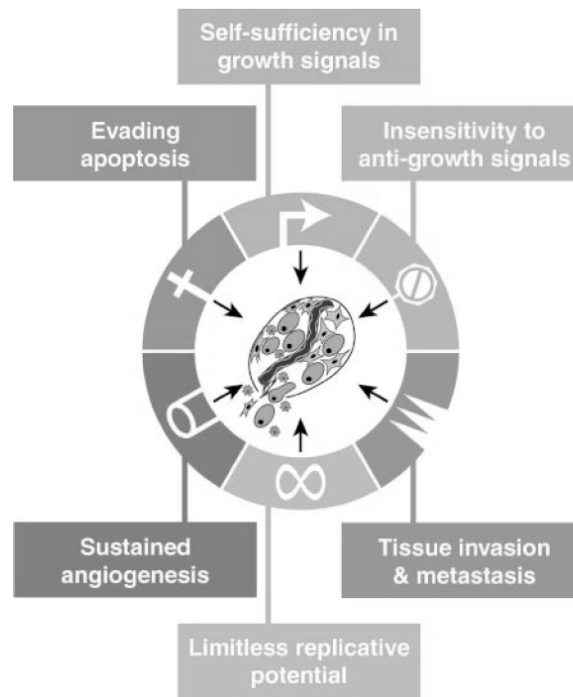 Self-sufficiency in
growth signals
Evading
apoptosis
Insensitivity to
anti-growth signals
Sustained
angiogenesis
Tissue invasion
& metastasis
Limitless replicative
potential